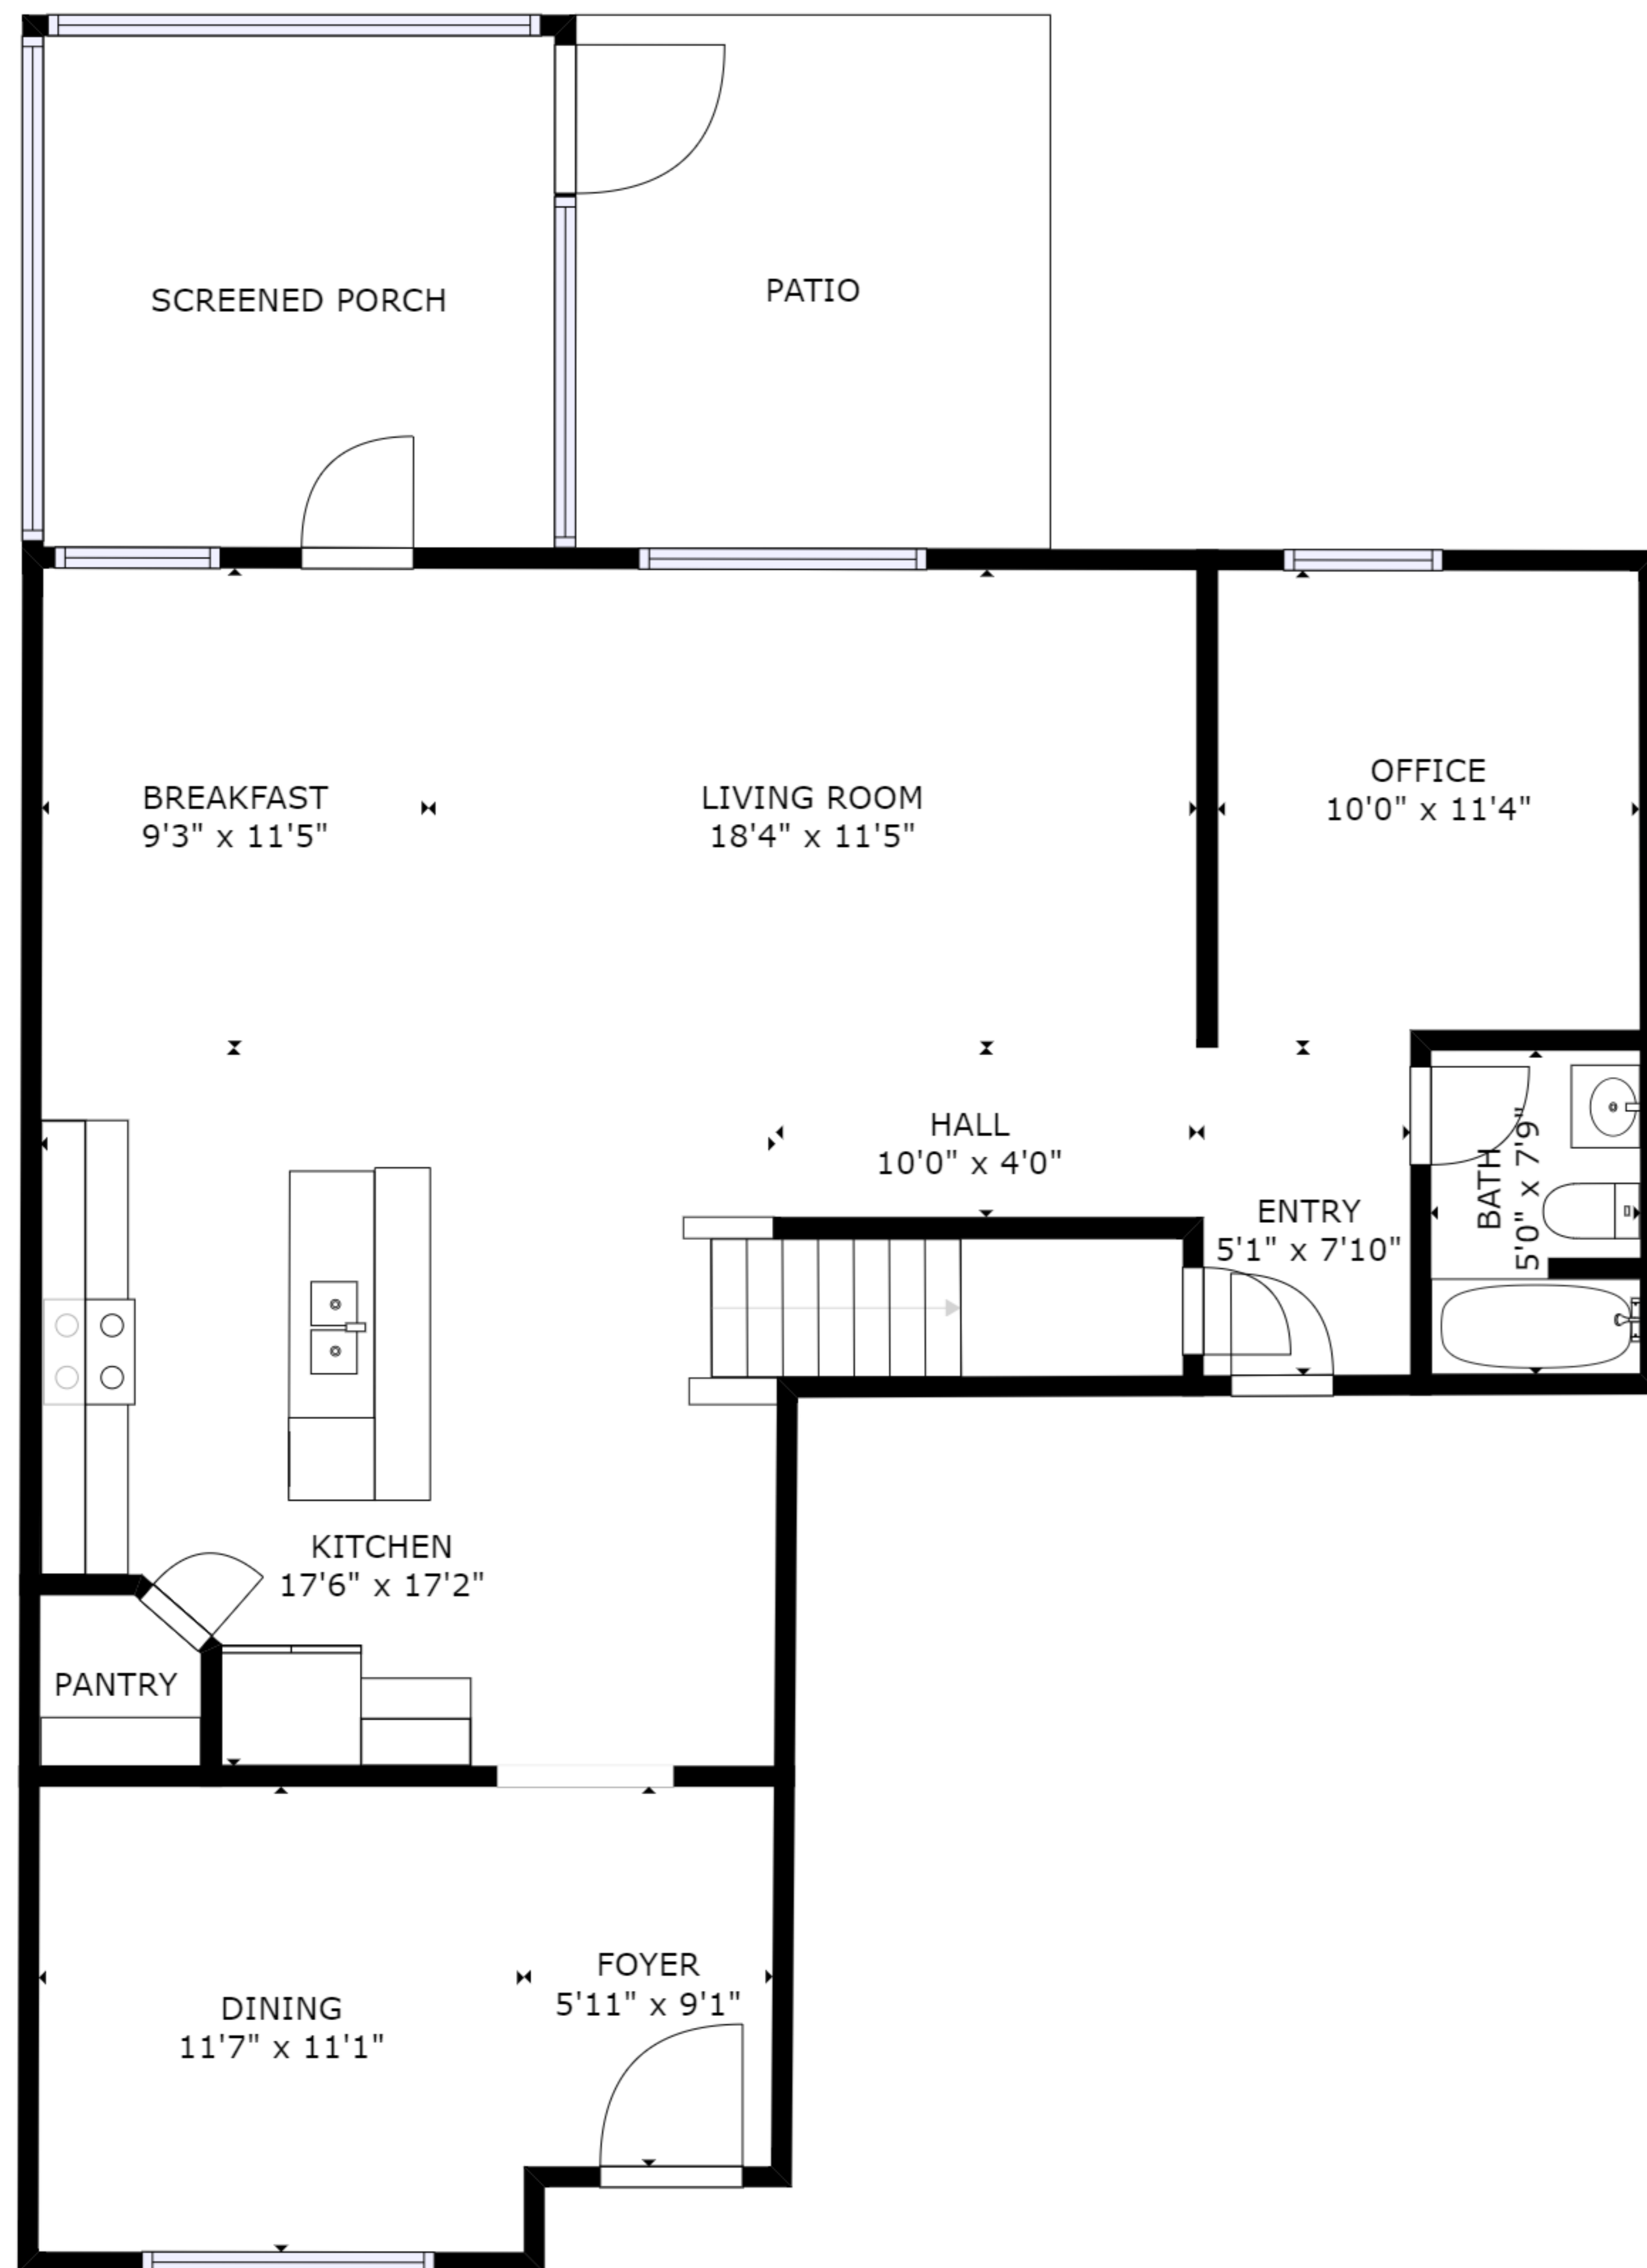 SCREENED PORCH
PATIO
BREAKFAST
9'3" x 11'5"
LIVING ROOM
18'4" x 11'5"
OFFICE
10'0" x 11'4"
HALL
10'0" x 4'0"
ENTRY
5'1" x 7'10"
BATH
5'0" x 7'9"
KITCHEN
17'6" x 17'2"
PANTRY
FOYER
5'11" x 9'1"
DINING
11'7" x 11'1"